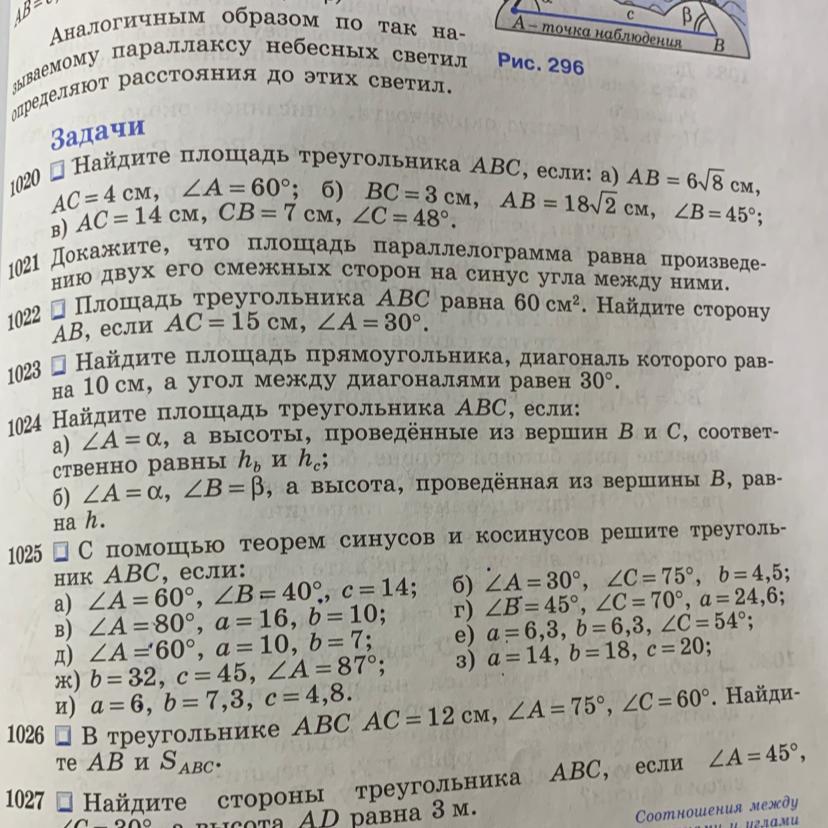 AB =
Аналогичным образом по так на-
зываемому параллаксу небесных светил
определяют расстояния до этих светил.
c
β
A – точка наблюдения
B
Рис. 296
Задачи
1020 Найдите площадь треугольника ABC, если: а) AB = 6√8 см,
AC = 4 см, ∠A = 60°; б) BC = 3 см, AB = 18√2 см, ∠B = 45°;
в) AC = 14 см, CB = 7 см, ∠C = 48°.
1021 Докажите, что площадь параллелограмма равна произведе-
нию двух его смежных сторон на синус угла между ними.
1022 Площадь треугольника ABC равна 60 см². Найдите сторону
AB, если AC = 15 см, ∠A = 30°.
1023 Найдите площадь прямоугольника, диагональ которого рав-
на 10 см, а угол между диагоналями равен 30°.
1024 Найдите площадь треугольника ABC, если:
а) ∠A = α, а высоты, проведённые из вершин B и C, соответ-
ственно равны h_b и h_c;
б) ∠A = α, ∠B = β, а высота, проведённая из вершины B, рав-
на h.
1025 С помощью теорем синусов и косинусов решите треуголь-
ник ABC, если:
а) ∠A = 60°, ∠B = 40°, c = 14; б) ∠A = 30°, ∠C = 75°, b = 4,5;
в) ∠A = 80°, a = 16, b = 10; г) ∠B = 45°, ∠C = 70°, a = 24,6;
д) ∠A = 60°, a = 10, b = 7; е) a = 6,3, b = 6,3, ∠C = 54°;
ж) b = 32, c = 45, ∠A = 87°; з) a = 14, b = 18, c = 20;
и) a = 6, b = 7,3, c = 4,8.
1026 В треугольнике ABC AC = 12 см, ∠A = 75°, ∠C = 60°. Найди-
те AB и S_ABC.
1027 Найдите стороны треугольника ABC, если ∠A = 45°,
∠C = 30°, а высота AD равна 3 м.
Соотношения между
и углами